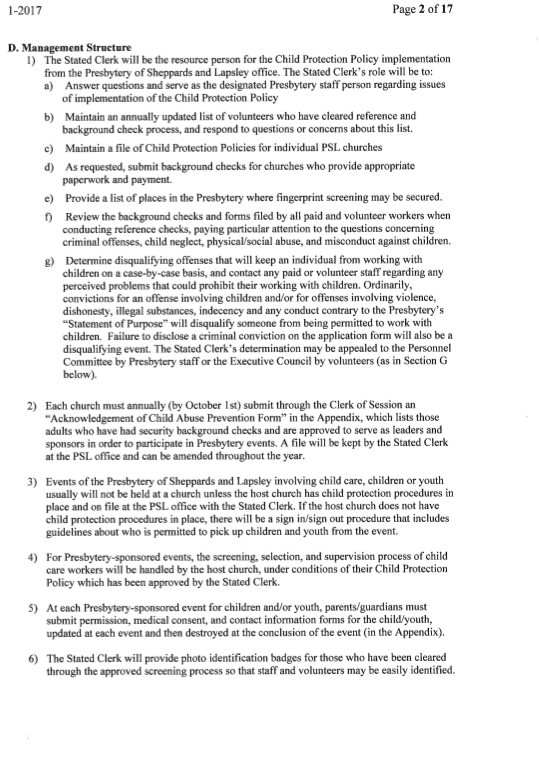 1-2017
Page 2 of 17
D. Management Structure
1) The Stated Clerk will be the resource person for the Child Protection Policy implementation
from the Presbytery of Sheppards and Lapsley office. The Stated Clerk's role will be to:
a) Answer questions and serve as the designated Presbytery staff person regarding issues
of implementation of the Child Protection Policy
b) Maintain an annually updated list of volunteers who have cleared reference and
background check process, and respond to questions or concerns about this list.
c) Maintain a file of Child Protection Policies for individual PSL churches
d) As requested, submit background checks for churches who provide appropriate
paperwork and payment.
e) Provide a list of places in the Presbytery where fingerprint screening may be secured.
f) Review the background checks and forms filed by all paid and volunteer workers when
conducting reference checks, paying particular attention to the questions concerning
criminal offenses, child neglect, physical/social abuse, and misconduct against children.
g) Determine disqualifying offenses that will keep an individual from working with
children on a case-by-case basis, and contact any paid or volunteer staff regarding any
perceived problems that could prohibit their working with children. Ordinarily,
convictions for an offense involving children and/or for offenses involving violence,
dishonesty, illegal substances, indecency and any conduct contrary to the Presbytery's
"Statement of Purpose" will disqualify someone from being permitted to work with
children. Failure to disclose a criminal conviction on the application form will also be a
disqualifying event. The Stated Clerk's determination may be appealed to the Personnel
Committee by Presbytery staff or the Executive Council by volunteers (as in Section G
below).
2) Each church must annually (by October 1st) submit through the Clerk of Session an
"Acknowledgement of Child Abuse Prevention Form" in the Appendix, which lists those
adults who have had security background checks and are approved to serve as leaders and
sponsors in order to participate in Presbytery events. A file will be kept by the Stated Clerk
at the PSL office and can be amended throughout the year.
3) Events of the Presbytery of Sheppards and Lapsley involving child care, children or youth
usually will not be held at a church unless the host church has child protection procedures in
place and on file at the PSL office with the Stated Clerk. If the host church does not have
child protection procedures in place, there will be a sign in/sign out procedure that includes
guidelines about who is permitted to pick up children and youth from the event.
4) For Presbytery-sponsored events, the screening, selection, and supervision process of child
care workers will be handled by the host church, under conditions of their Child Protection
Policy which has been approved by the Stated Clerk.
5) At each Presbytery-sponsored event for children and/or youth, parents/guardians must
submit permission, medical consent, and contact information forms for the child/youth,
updated at each event and then destroyed at the conclusion of the event (in the Appendix).
6) The Stated Clerk will provide photo identification badges for those who have been cleared
through the approved screening process so that staff and volunteers may be easily identified.